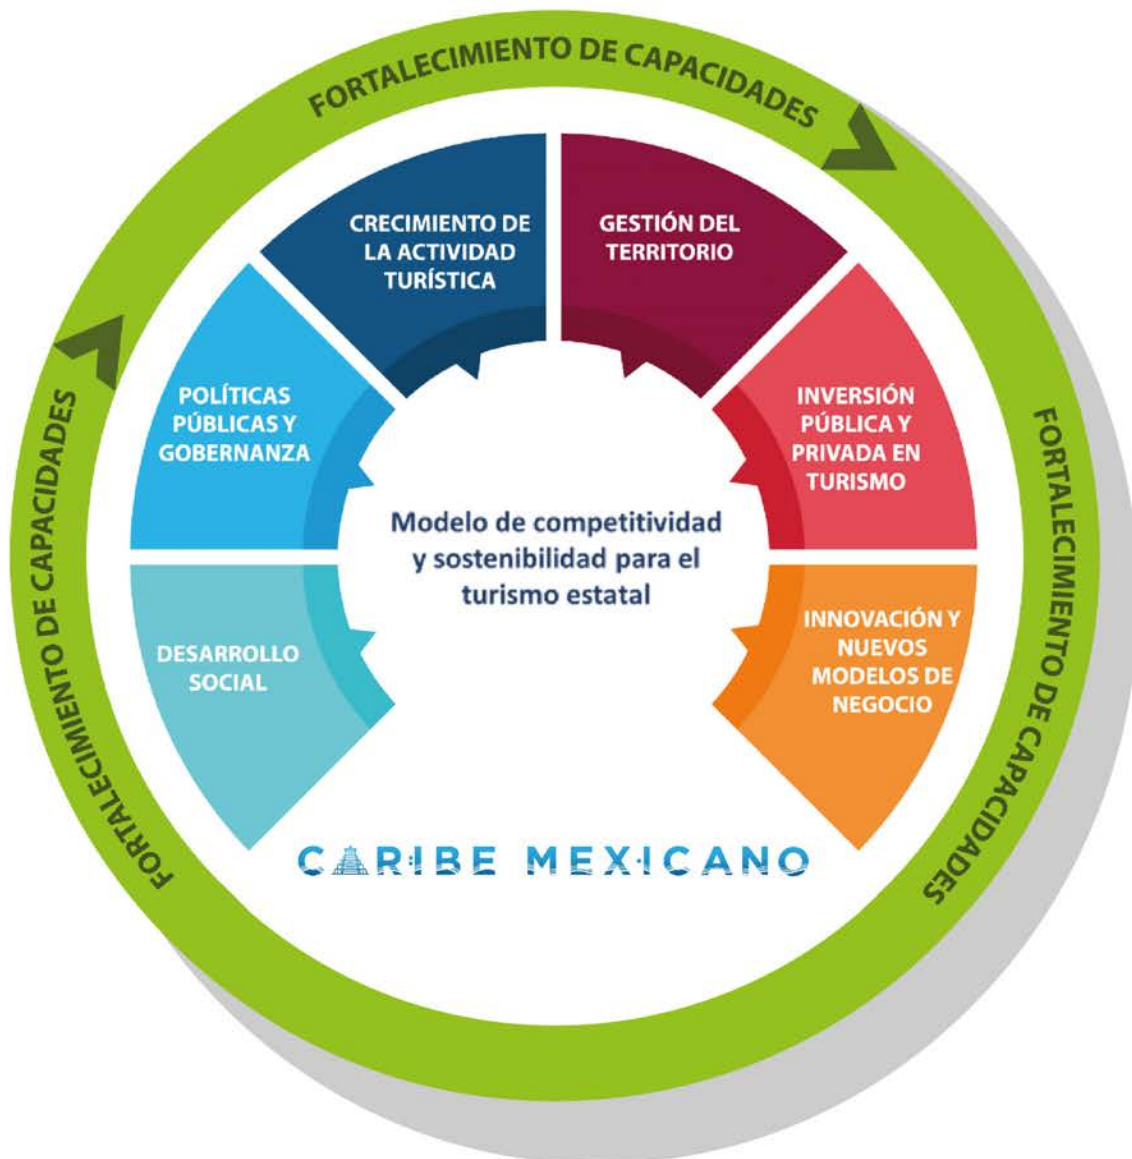 FORTALECIMIENTO DE CAPACIDADES
FORTALECIMIENTO DE CAPACIDADES
FORTALECIMIENTO DE CAPACIDADES
DESARROLLO
SOCIAL
POLÍTICAS
PÚBLICAS Y
GOBERNANZA
CRECIMIENTO DE
LA ACTIVIDAD
TURÍSTICA
GESTIÓN DEL
TERRITORIO
INVERSIÓN
PÚBLICA Y
PRIVADA EN
TURISMO
INNOVACIÓN Y
NUEVOS
MODELOS DE
NEGOCIO
Modelo de competitividad
y sostenibilidad para el
turismo estatal
CARIBE MEXICANO